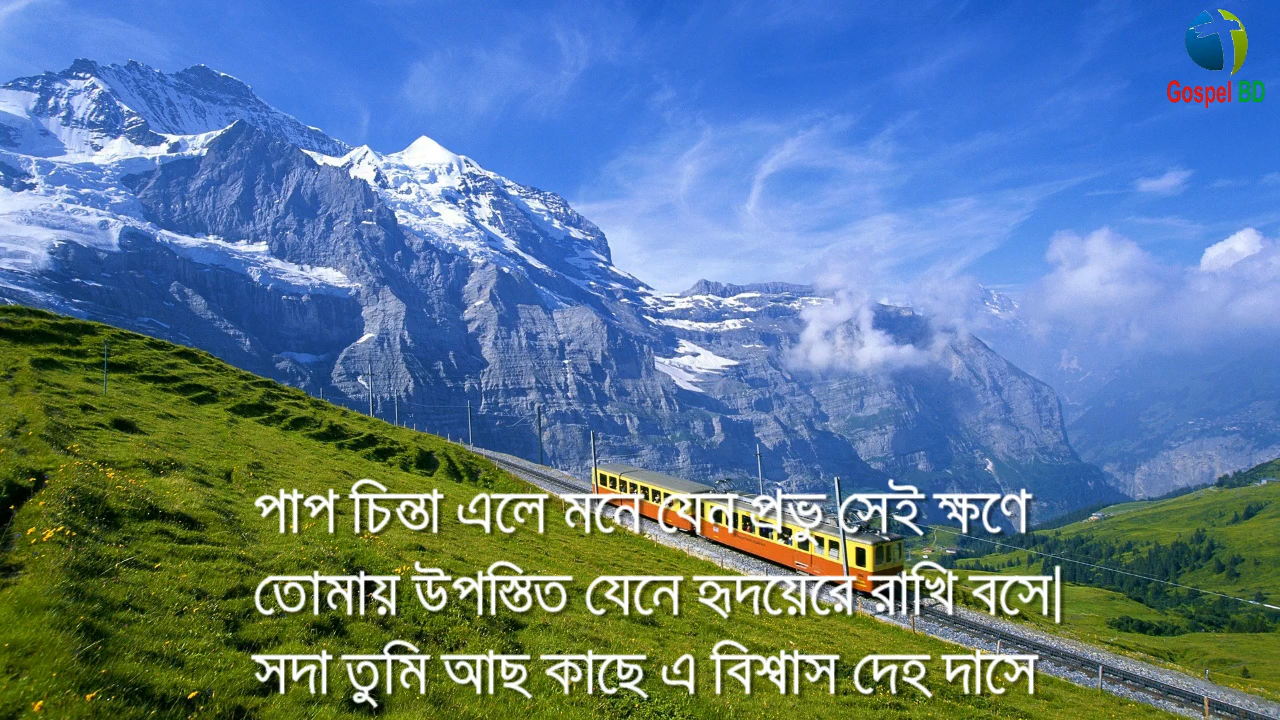 Gospel BD
পাপ চিন্তা এলে মনে যেন প্রভু সেই ক্ষণে
তোমায় উপস্তিত যেনে হৃদয়েরে রাখি বসে|
সদা তুমি আছ কাছে এ বিশ্বাস দেহ দাসে